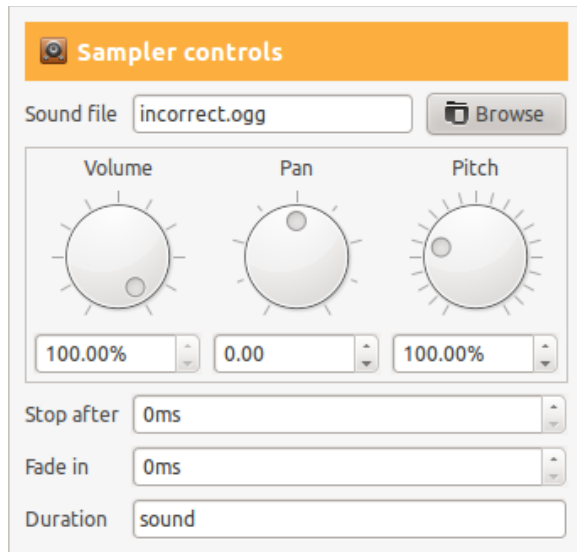 Sampler controls
Sound file incorrect.ogg Browse
Volume Pan Pitch
100.00% 0.00 100.00%
Stop after 0ms
Fade in 0ms
Duration sound